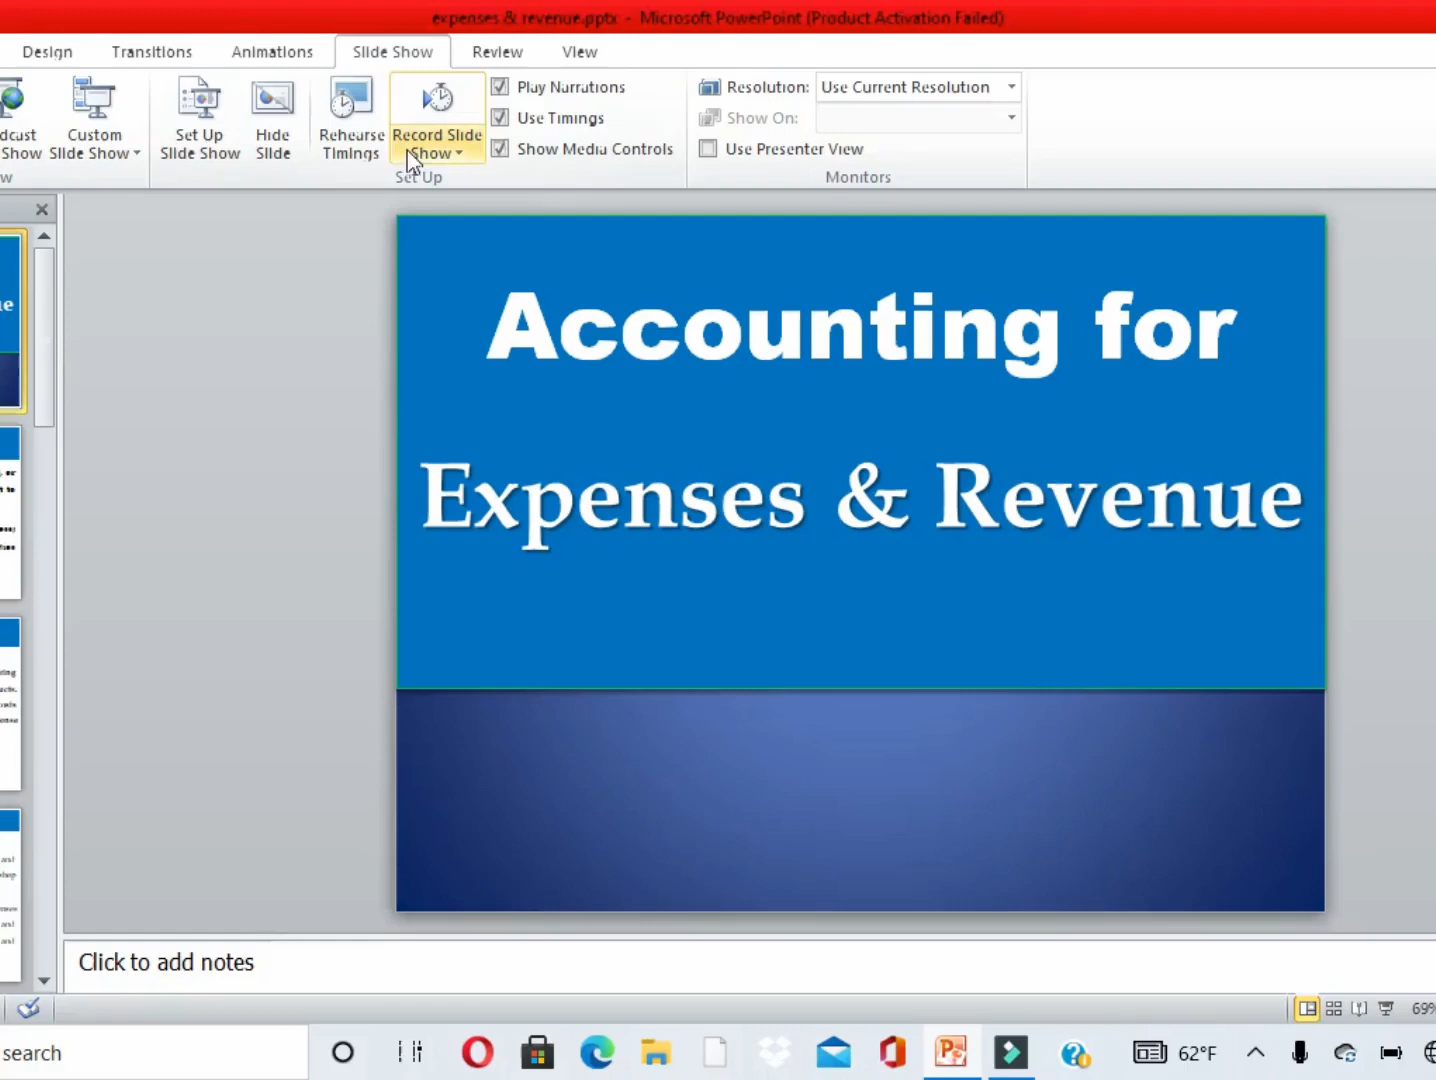 expenses & revenue.pptx - Microsoft PowerPoint (Product Activation Failed)
Design Transitions Animations Slide Show Review View
Custom Slide Show
Set Up Slide Show
Hide Slide
Rehearse Timings
Record Slide Show
Play Narrations
Use Timings
Show Media Controls
Set Up
Resolution: Use Current Resolution
Show On:
Use Presenter View
Monitors
Accounting for
Expenses & Revenue
Click to add notes
69%
search
62°F